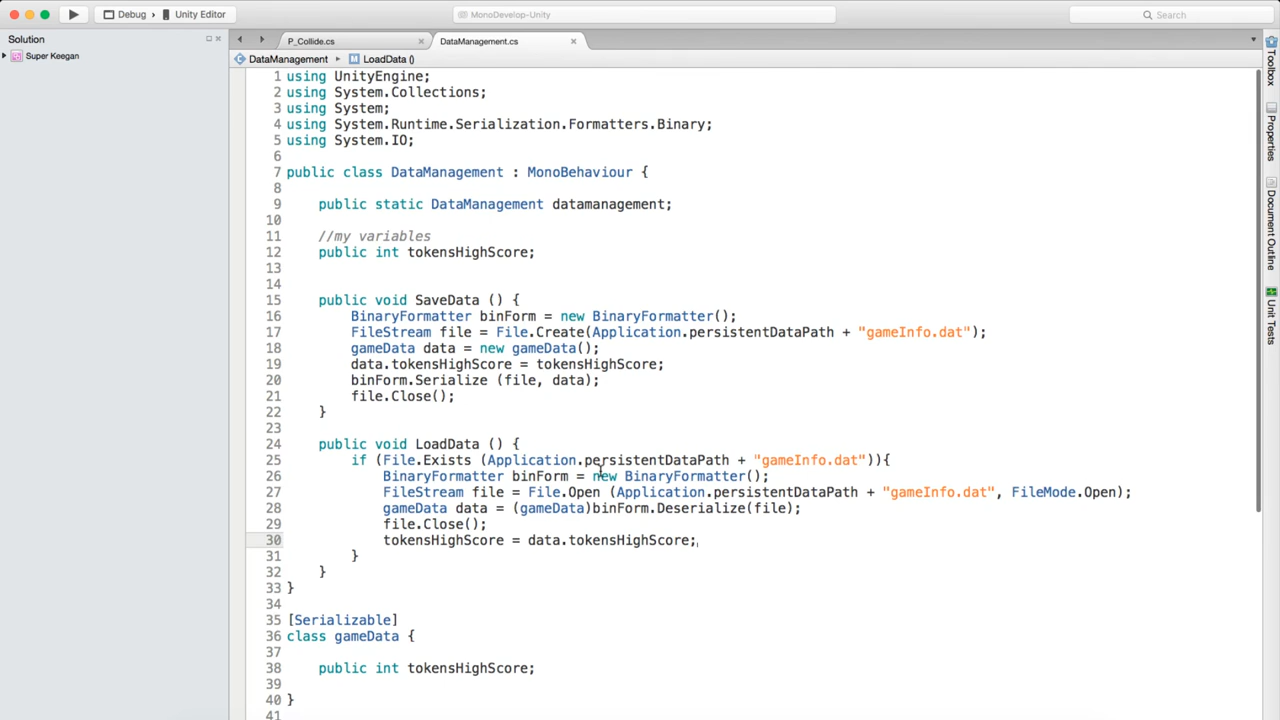 Debug > Unity Editor
MonoDevelop-Unity
Search
Solution
Super Keegan
P_Collide.cs
DataManagement.cs
DataManagement
LoadData ()
1 using UnityEngine;
2 using System.Collections;
3 using System;
4 using System.Runtime.Serialization.Formatters.Binary;
5 using System.IO;
6
7 public class DataManagement : MonoBehaviour {
8
9 public static DataManagement datamanagement;
10
11 //my variables
12 public int tokensHighScore;
13
14
15 public void SaveData () {
16 BinaryFormatter binForm = new BinaryFormatter();
17 FileStream file = File.Create(Application.persistentDataPath + "gameInfo.dat");
18 gameData data = new gameData();
19 data.tokensHighScore = tokensHighScore;
20 binForm.Serialize (file, data);
21 file.Close();
22 }
23
24 public void LoadData () {
25 if (File.Exists (Application.persistentDataPath + "gameInfo.dat")){
26 BinaryFormatter binForm = new BinaryFormatter();
27 FileStream file = File.Open (Application.persistentDataPath + "gameInfo.dat", FileMode.Open);
28 gameData data = (gameData)binForm.Deserialize(file);
29 file.Close();
30 tokensHighScore = data.tokensHighScore;
31 }
32 }
33 }
34
35 [Serializable]
36 class gameData {
37
38 public int tokensHighScore;
39
40 }
41
Toolbox
Properties
Document Outline
Unit Tests